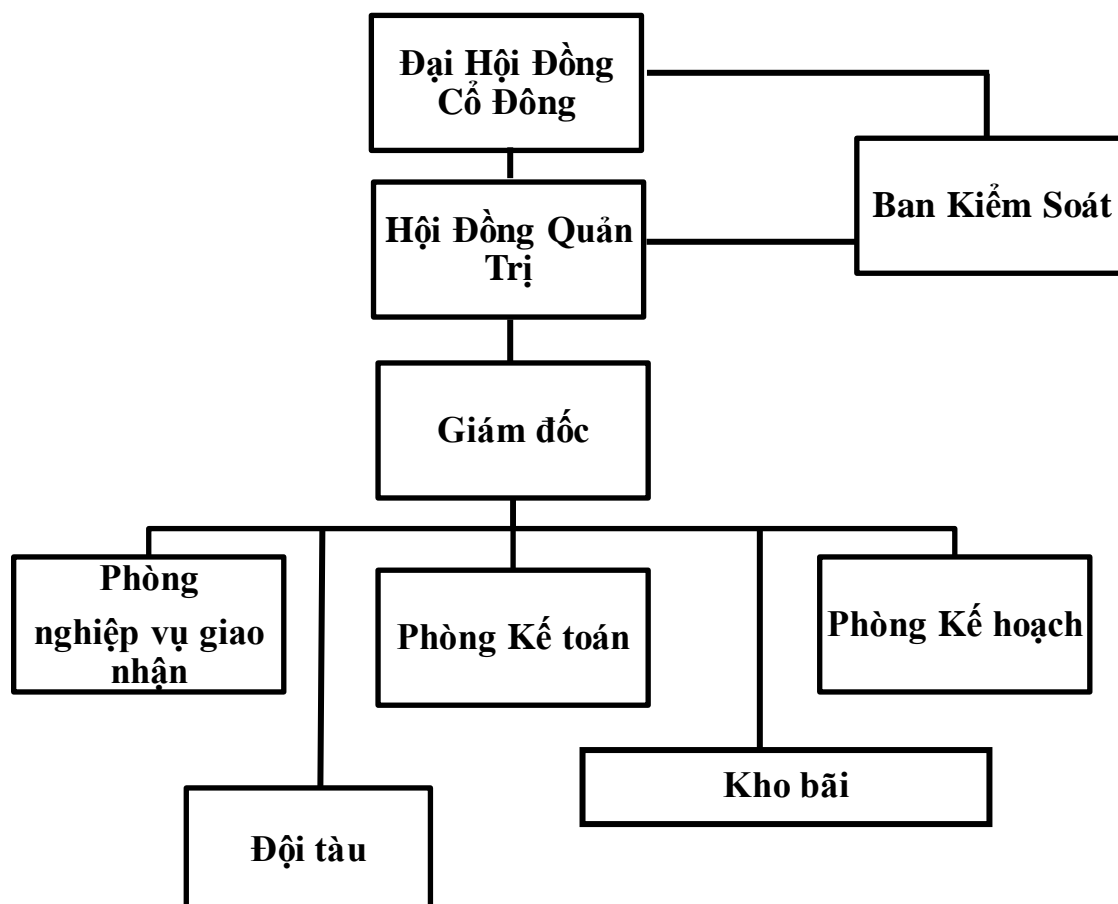 Đại Hội Đồng
Cổ Đông
Ban Kiểm Soát
Hội Đồng Quản
Trị
Giám đốc
Phòng
nghiệp vụ giao
nhận
Phòng Kế toán
Phòng Kế hoạch
Kho bãi
Đội tàu